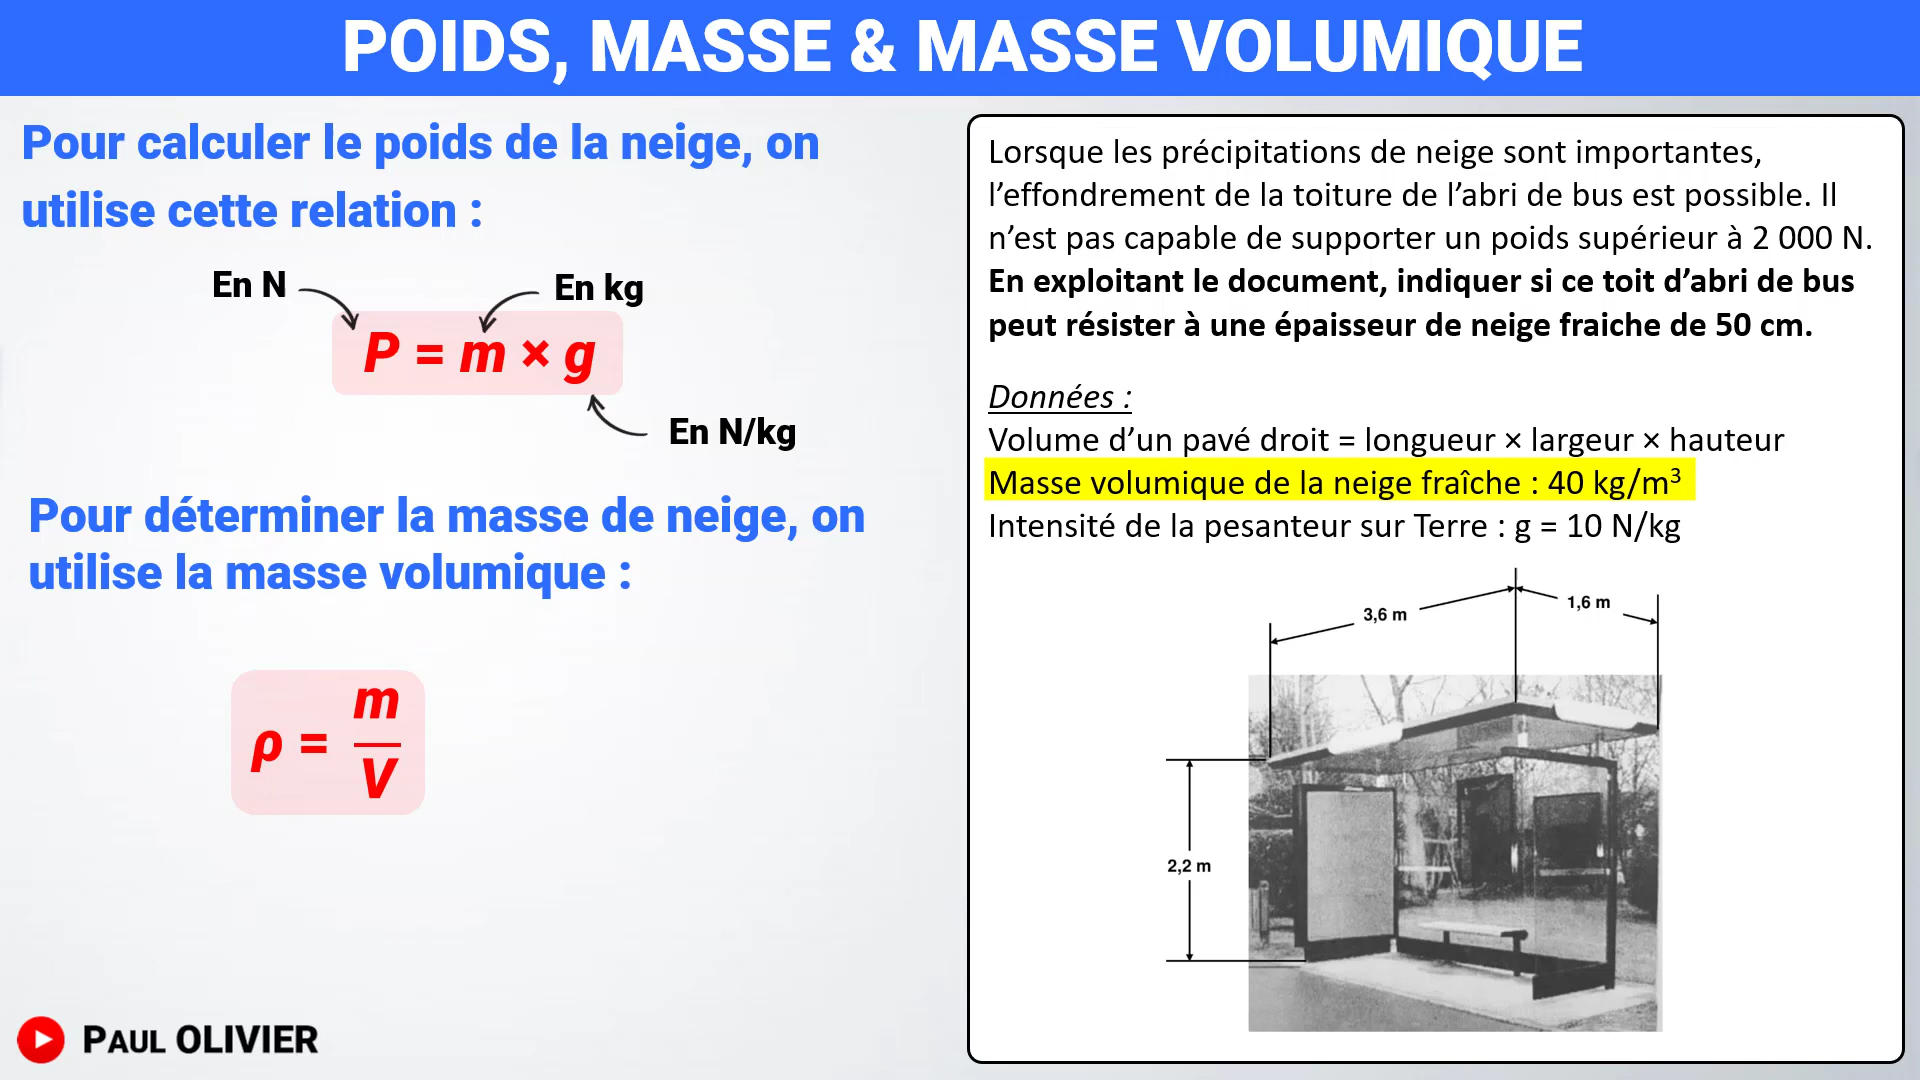 POIDS, MASSE & MASSE VOLUMIQUE
Pour calculer le poids de la neige, on
utilise cette relation :
En N
En kg
P = m × g
En N/kg
Pour déterminer la masse de neige, on
utilise la masse volumique :
ρ = m
V
PAUL OLIVIER
Lorsque les précipitations de neige sont importantes,
l’effondrement de la toiture de l’abri de bus est possible. Il
n’est pas capable de supporter un poids supérieur à 2 000 N.
En exploitant le document, indiquer si ce toit d’abri de bus
peut résister à une épaisseur de neige fraiche de 50 cm.
Données :
Volume d’un pavé droit = longueur × largeur × hauteur
Masse volumique de la neige fraîche : 40 kg/m³
Intensité de la pesanteur sur Terre : g = 10 N/kg
3,6 m
1,6 m
2,2 m